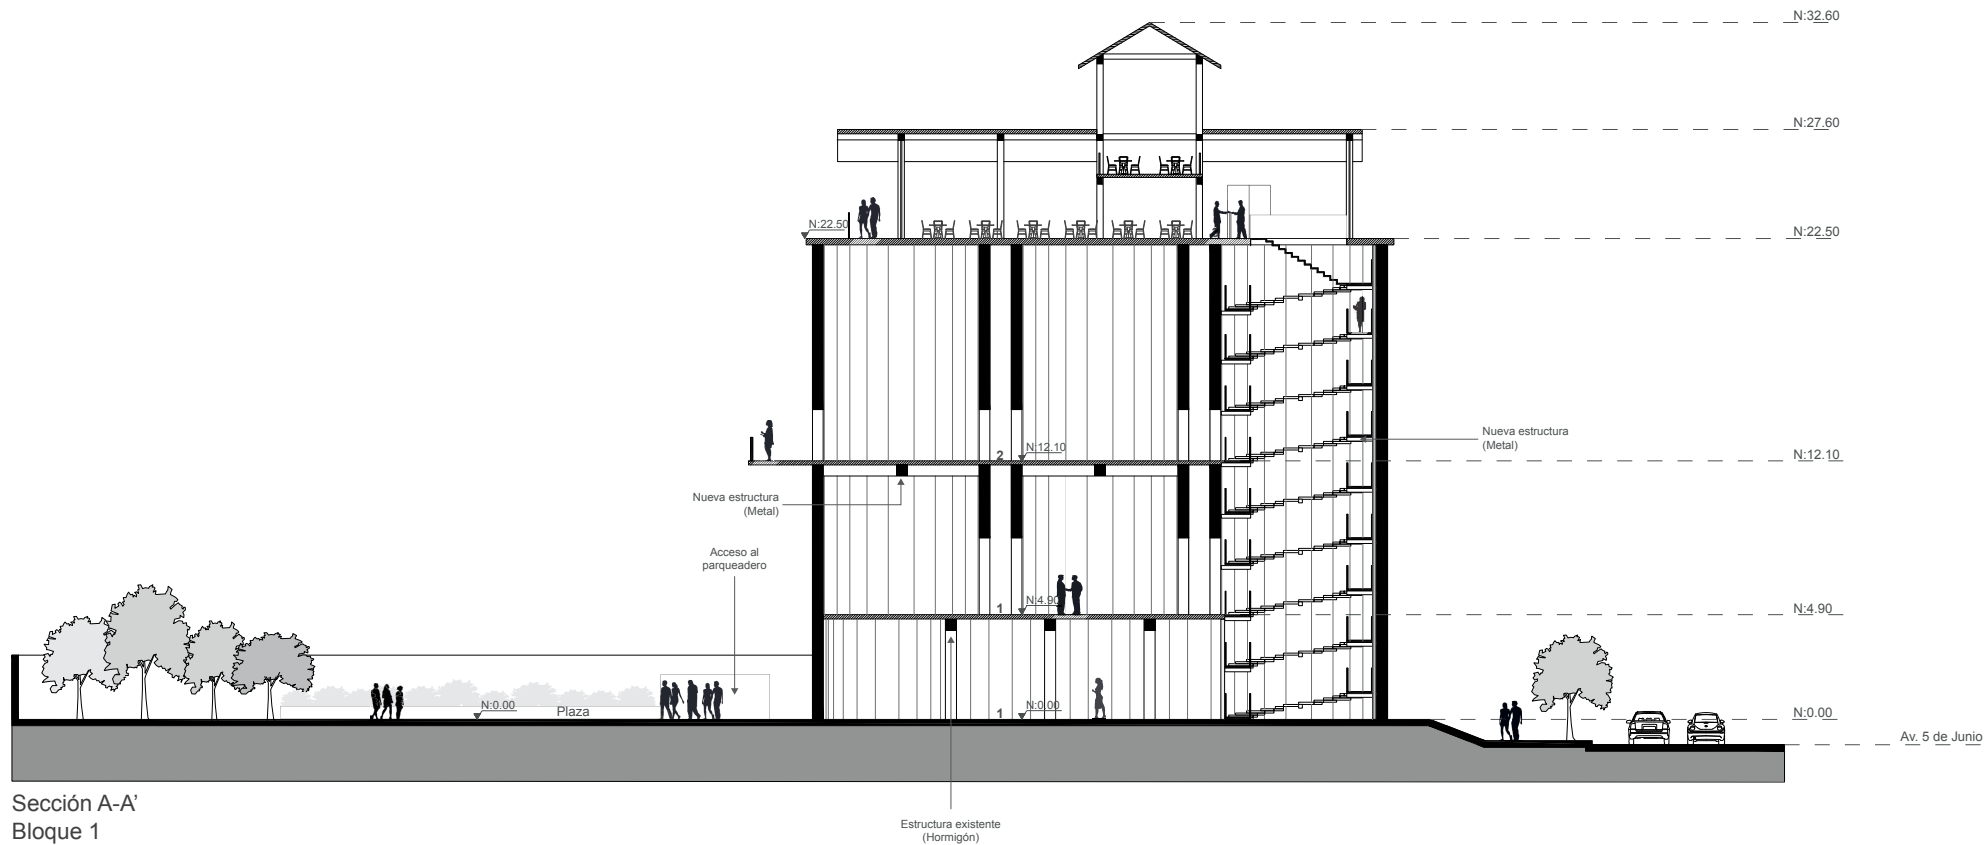 N:32.60
N:27.60
N:22.50
N:22.50
Nueva estructura
(Metal)
2
N:12.10
N:12.10
Nueva estructura
(Metal)
Acceso al
parqueadero
1
N:4.90
N:4.90
N:0.00
Plaza
1
N:0.00
N:0.00
Av. 5 de Junio
Sección A-A'
Bloque 1
Estructura existente
(Hormigón)